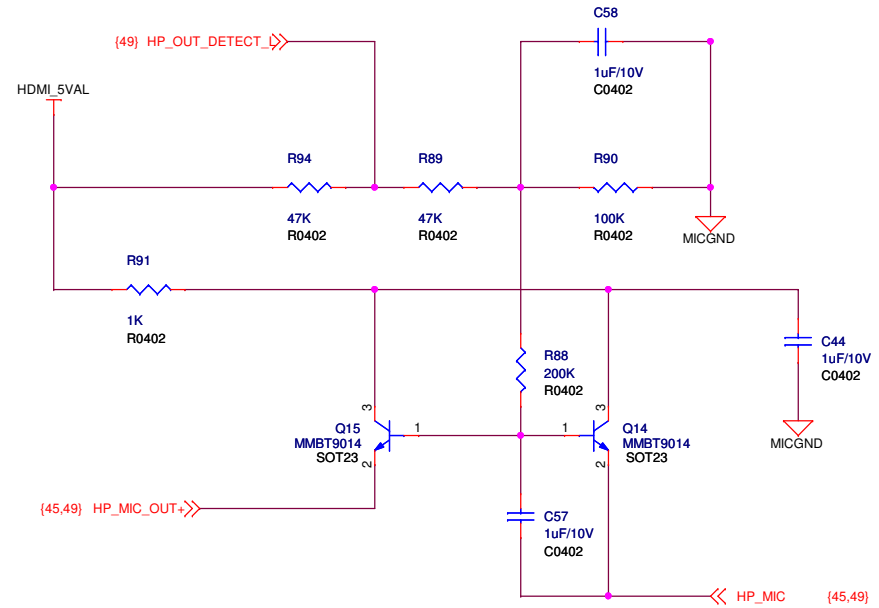 C58
{49} HP_OUT_DETECT_L
1uF/10V
C0402
HDMI_5VAL
R94
R89
R90
47K
47K
100K
R0402
R0402
R0402
MICGND
R91
1K
R0402
C44
1uF/10V
C0402
R88
200K
R0402
3
3
Q15
1
1
Q14
MMBT9014
MMBT9014
SOT23
SOT23
MICGND
2
2
{45,49} HP_MIC_OUT+
C57
1uF/10V
C0402
HP_MIC {45,49}